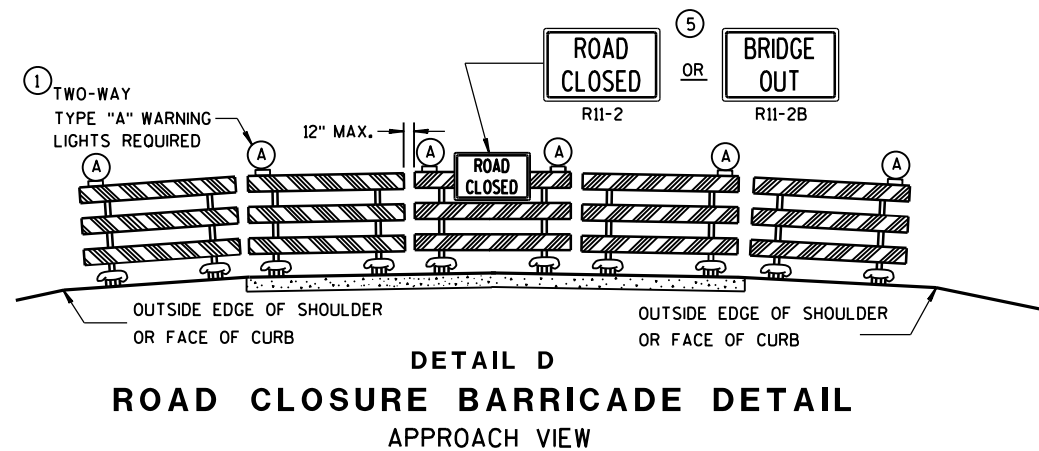 ①
TWO-WAY
TYPE "A" WARNING
LIGHTS REQUIRED
12" MAX.
⑤
ROAD
CLOSED
R11-2
OR
BRIDGE
OUT
R11-2B
A
A
A
A
A
A
ROAD
CLOSED
OUTSIDE EDGE OF SHOULDER
OR FACE OF CURB
OUTSIDE EDGE OF SHOULDER
OR FACE OF CURB
DETAIL D
ROAD CLOSURE BARRICADE DETAIL
APPROACH VIEW